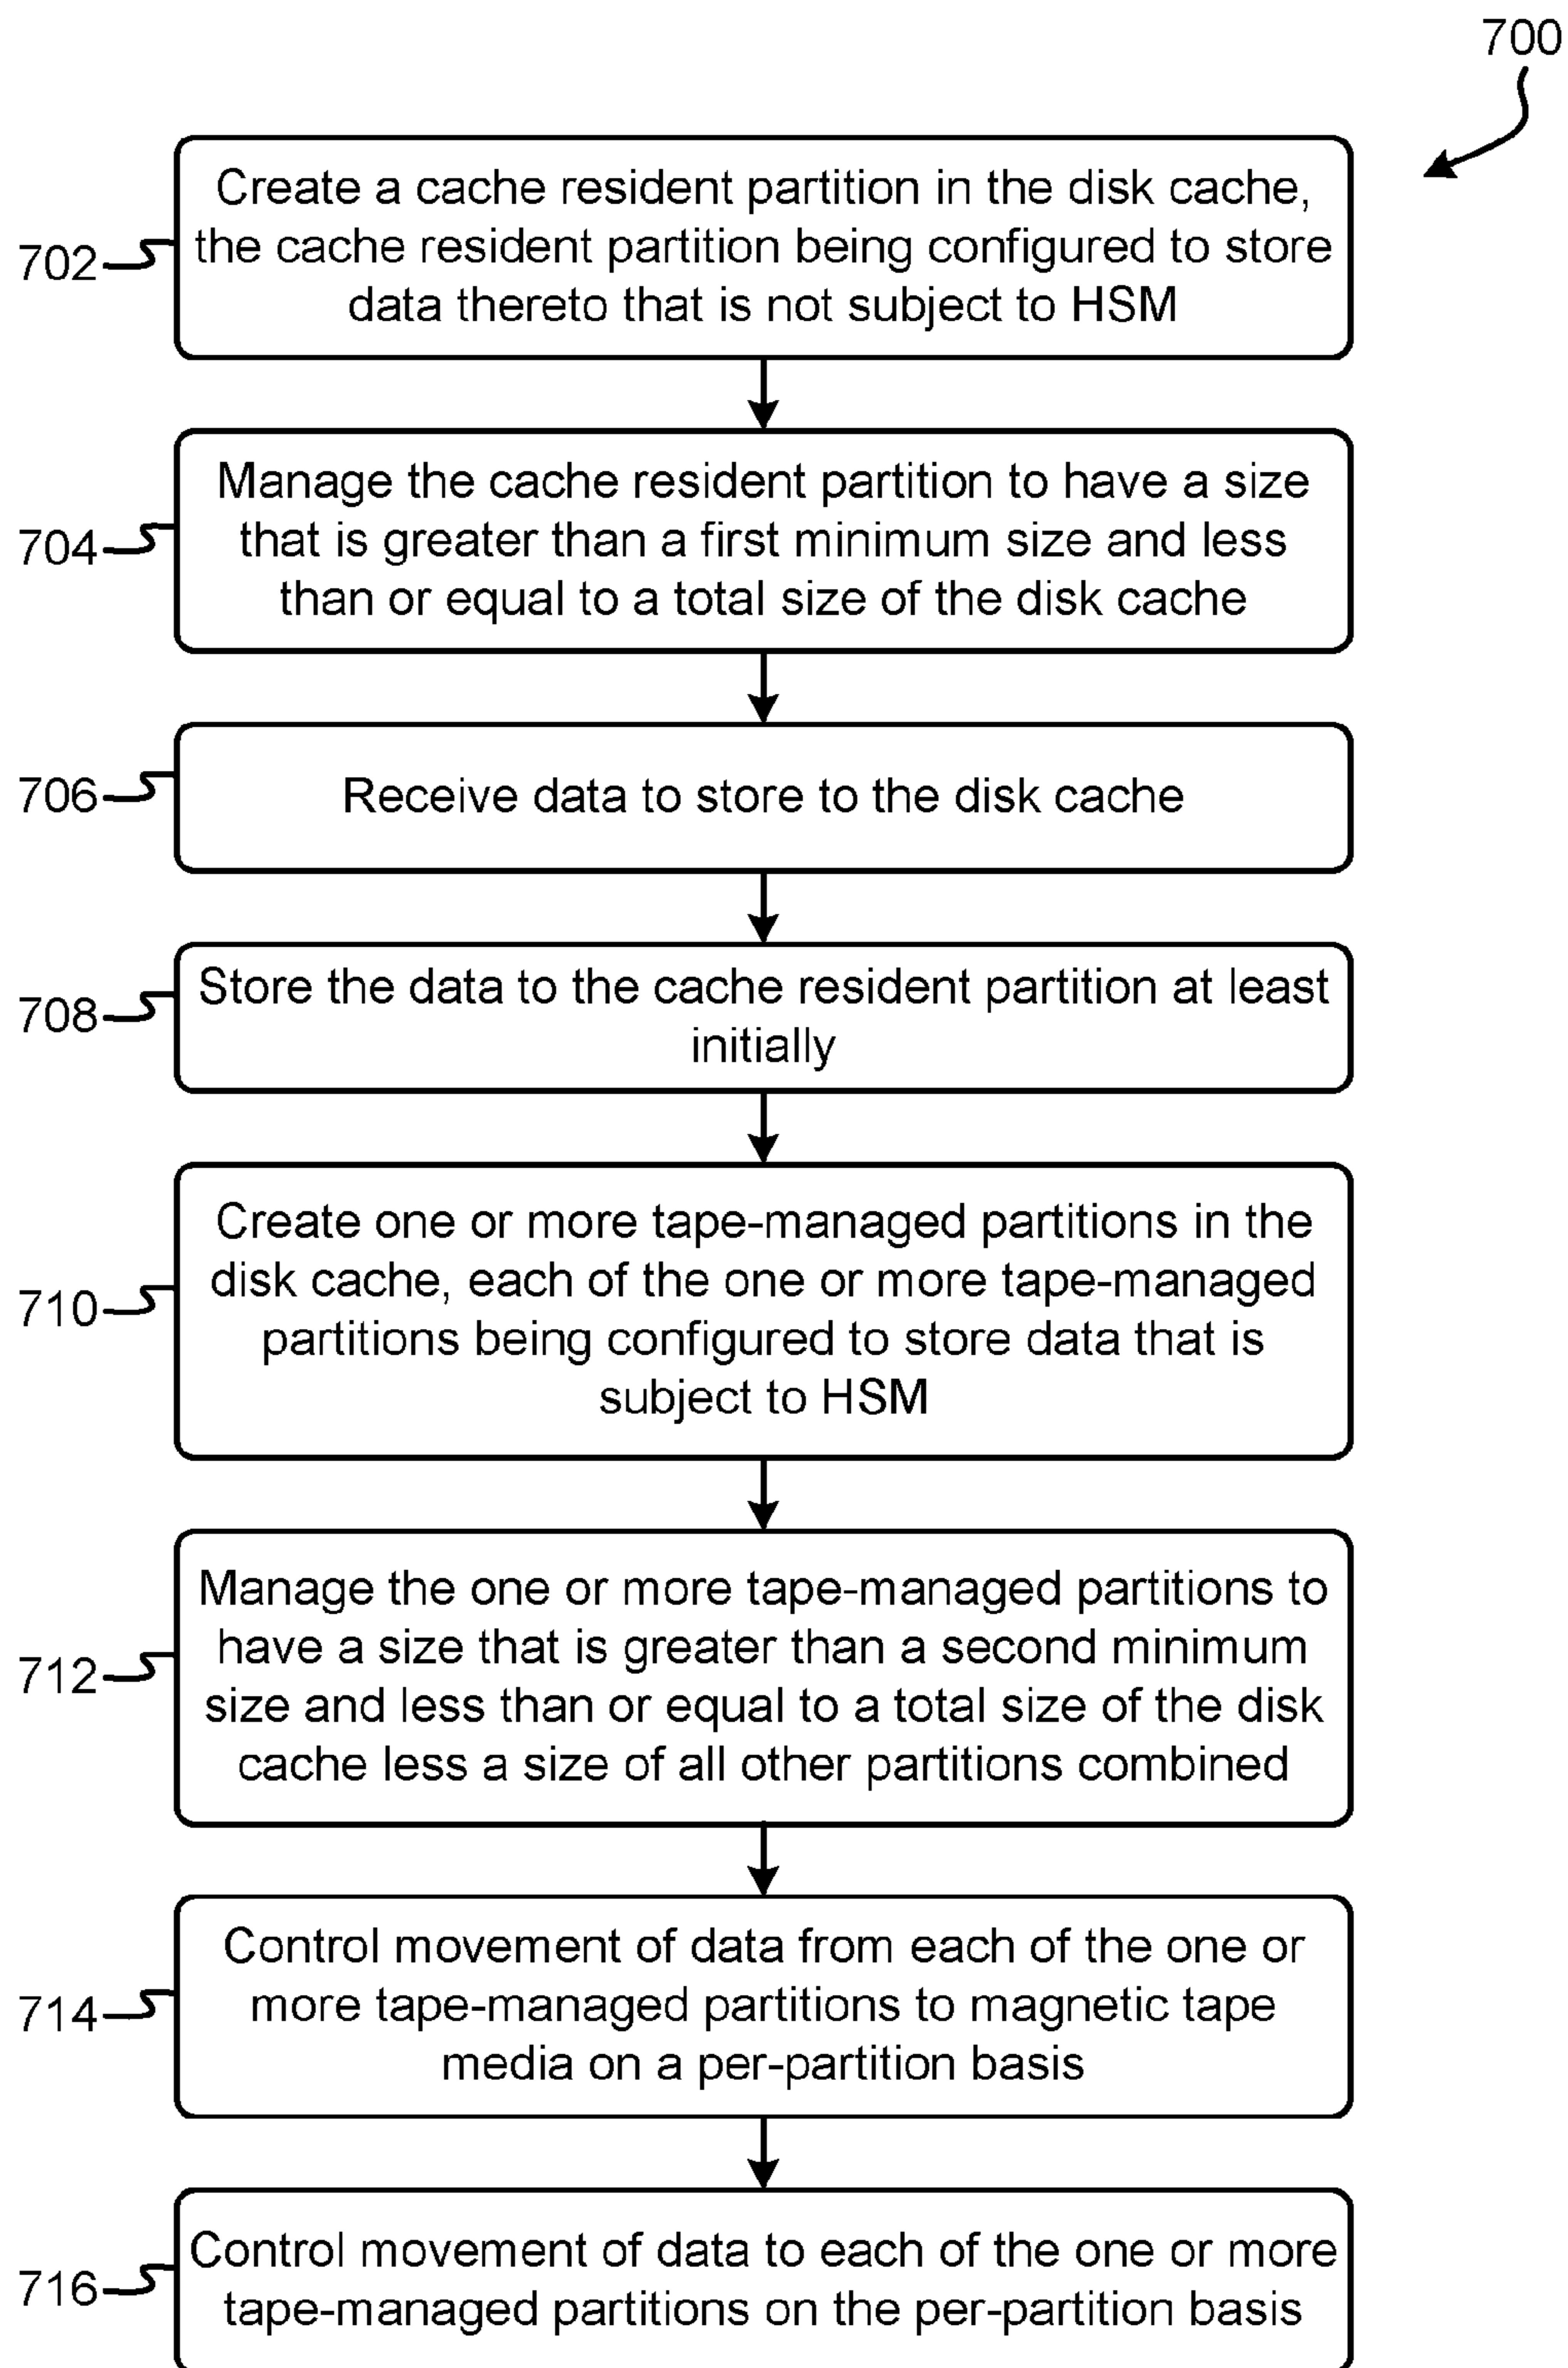 700
Create a cache resident partition in the disk cache,
the cache resident partition being configured to store
data thereto that is not subject to HSM
702
Manage the cache resident partition to have a size
that is greater than a first minimum size and less
than or equal to a total size of the disk cache
704
Receive data to store to the disk cache
706
Store the data to the cache resident partition at least
initially
708
Create one or more tape-managed partitions in the
disk cache, each of the one or more tape-managed
partitions being configured to store data that is
subject to HSM
710
Manage the one or more tape-managed partitions to
have a size that is greater than a second minimum
size and less than or equal to a total size of the disk
cache less a size of all other partitions combined
712
Control movement of data from each of the one or
more tape-managed partitions to magnetic tape
media on a per-partition basis
714
Control movement of data to each of the one or more
tape-managed partitions on the per-partition basis
716